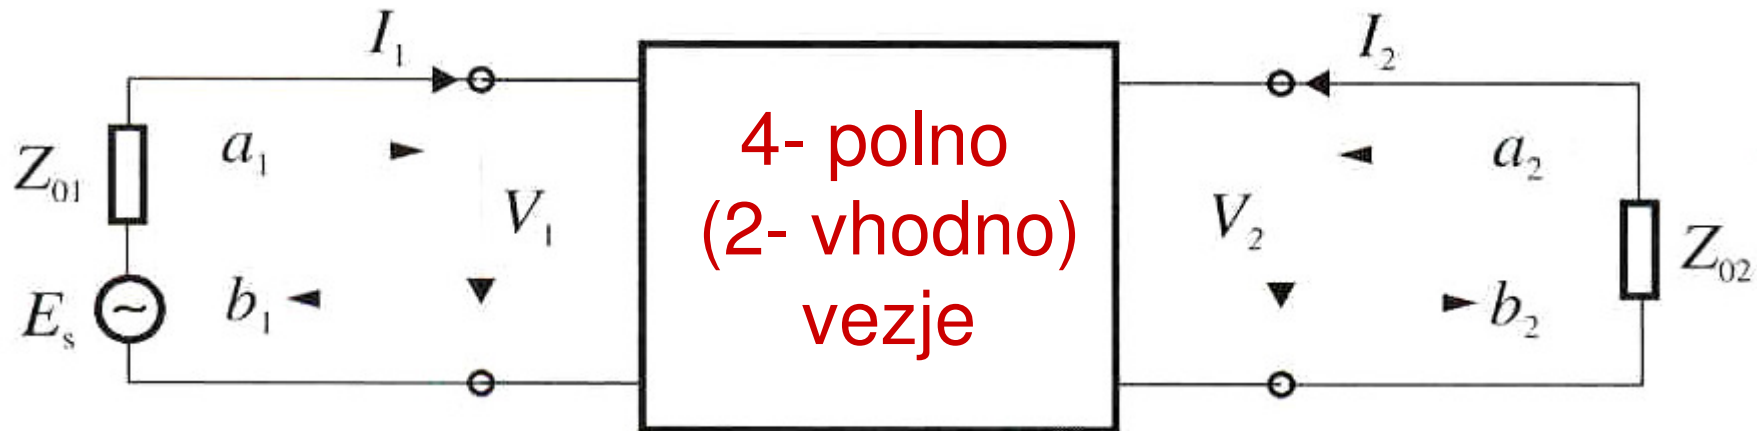 I₁
I₂
Z₀₁
a₁
b₁
Eₛ
V₁
4- polno
(2- vhodno)
vezje
V₂
a₂
b₂
Z₀₂
~